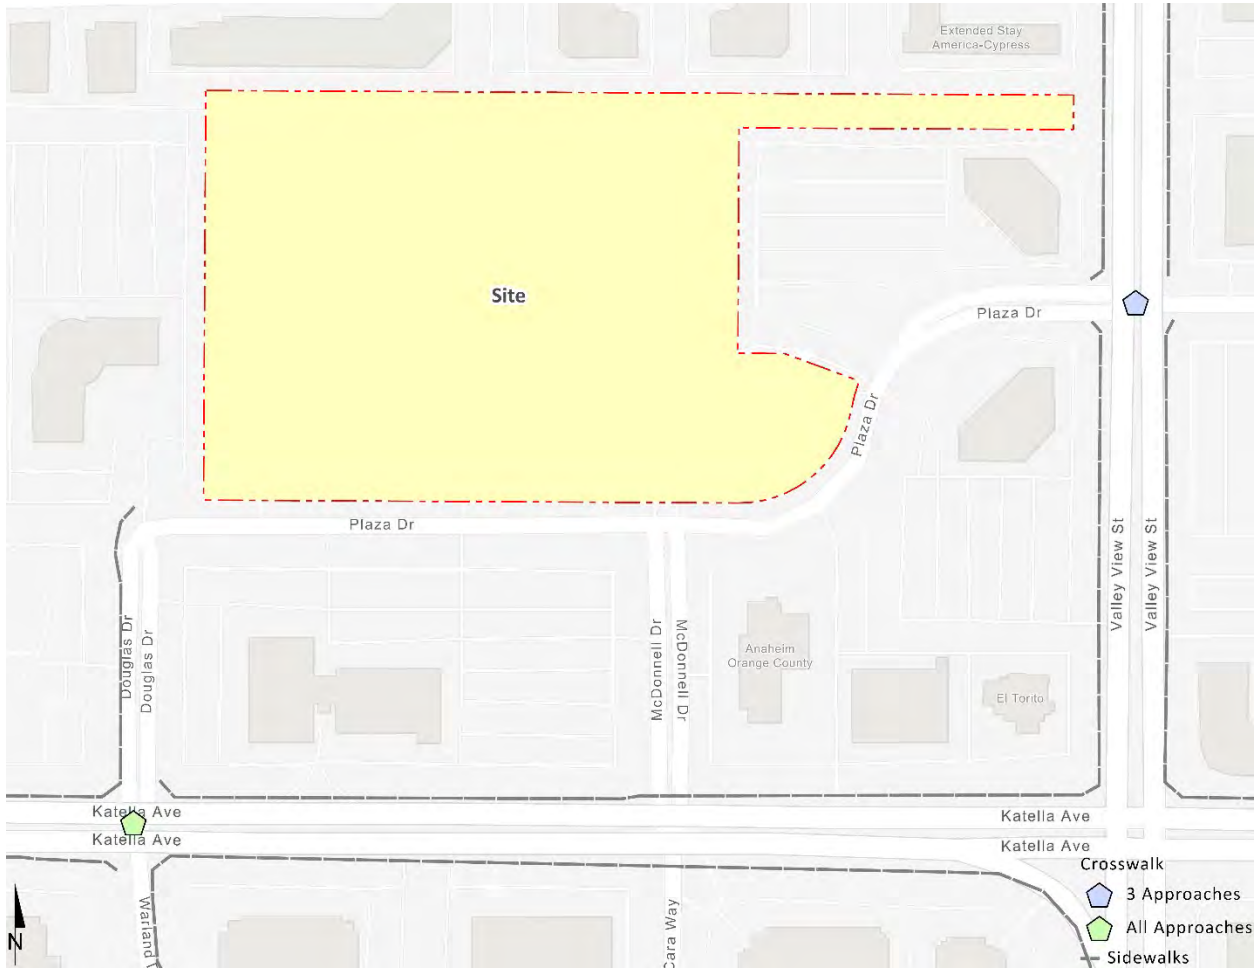 Extended Stay
America-Cypress
Site
Plaza Dr
Plaza Dr
Plaza Dr
Valley View St
Valley View St
Douglas Dr
Douglas Dr
McDonnell Dr
McDonnell Dr
Anaheim
Orange County
El Torito
Katella Ave
Katella Ave
Katella Ave
Katella Ave
Warland
Cara Way
N
Crosswalk
3 Approaches
All Approaches
Sidewalks